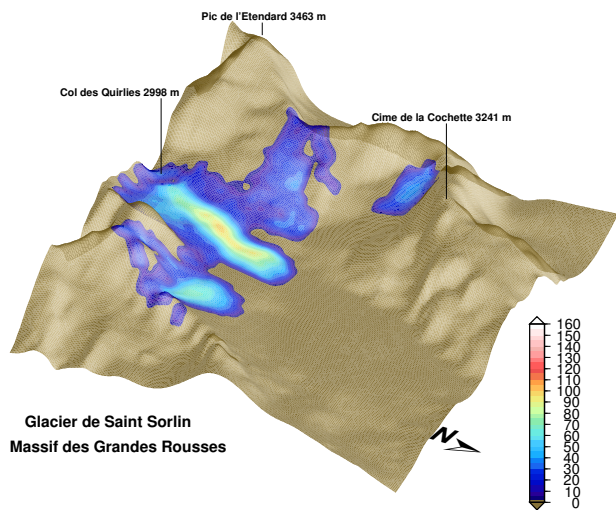 Pic de l'Etendard 3463 m
Col des Quirlies 2998 m
Cime de la Cochette 3241 m
160
150
140
130
120
110
100
90
80
70
60
50
40
30
20
10
0
Glacier de Saint Sorlin
Massif des Grandes Rousses
N